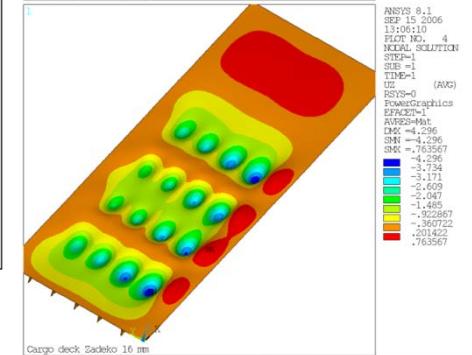 1
ANSYS 8.1
SEP 15 2006
13:06:10
PLOT NO. 4
NODAL SOLUTION
STEP=1
SUB =1
TIME=1
UZ (AVG)
RSYS=0
PowerGraphics
EFACET=1
AVRES=Mat
DMX =4.296
SMN =-4.296
SMX =.763567
-4.296
-3.734
-3.171
-2.609
-2.047
-1.485
-.922867
-.360722
.201422
.763567
Cargo deck Zadeko 16 mm